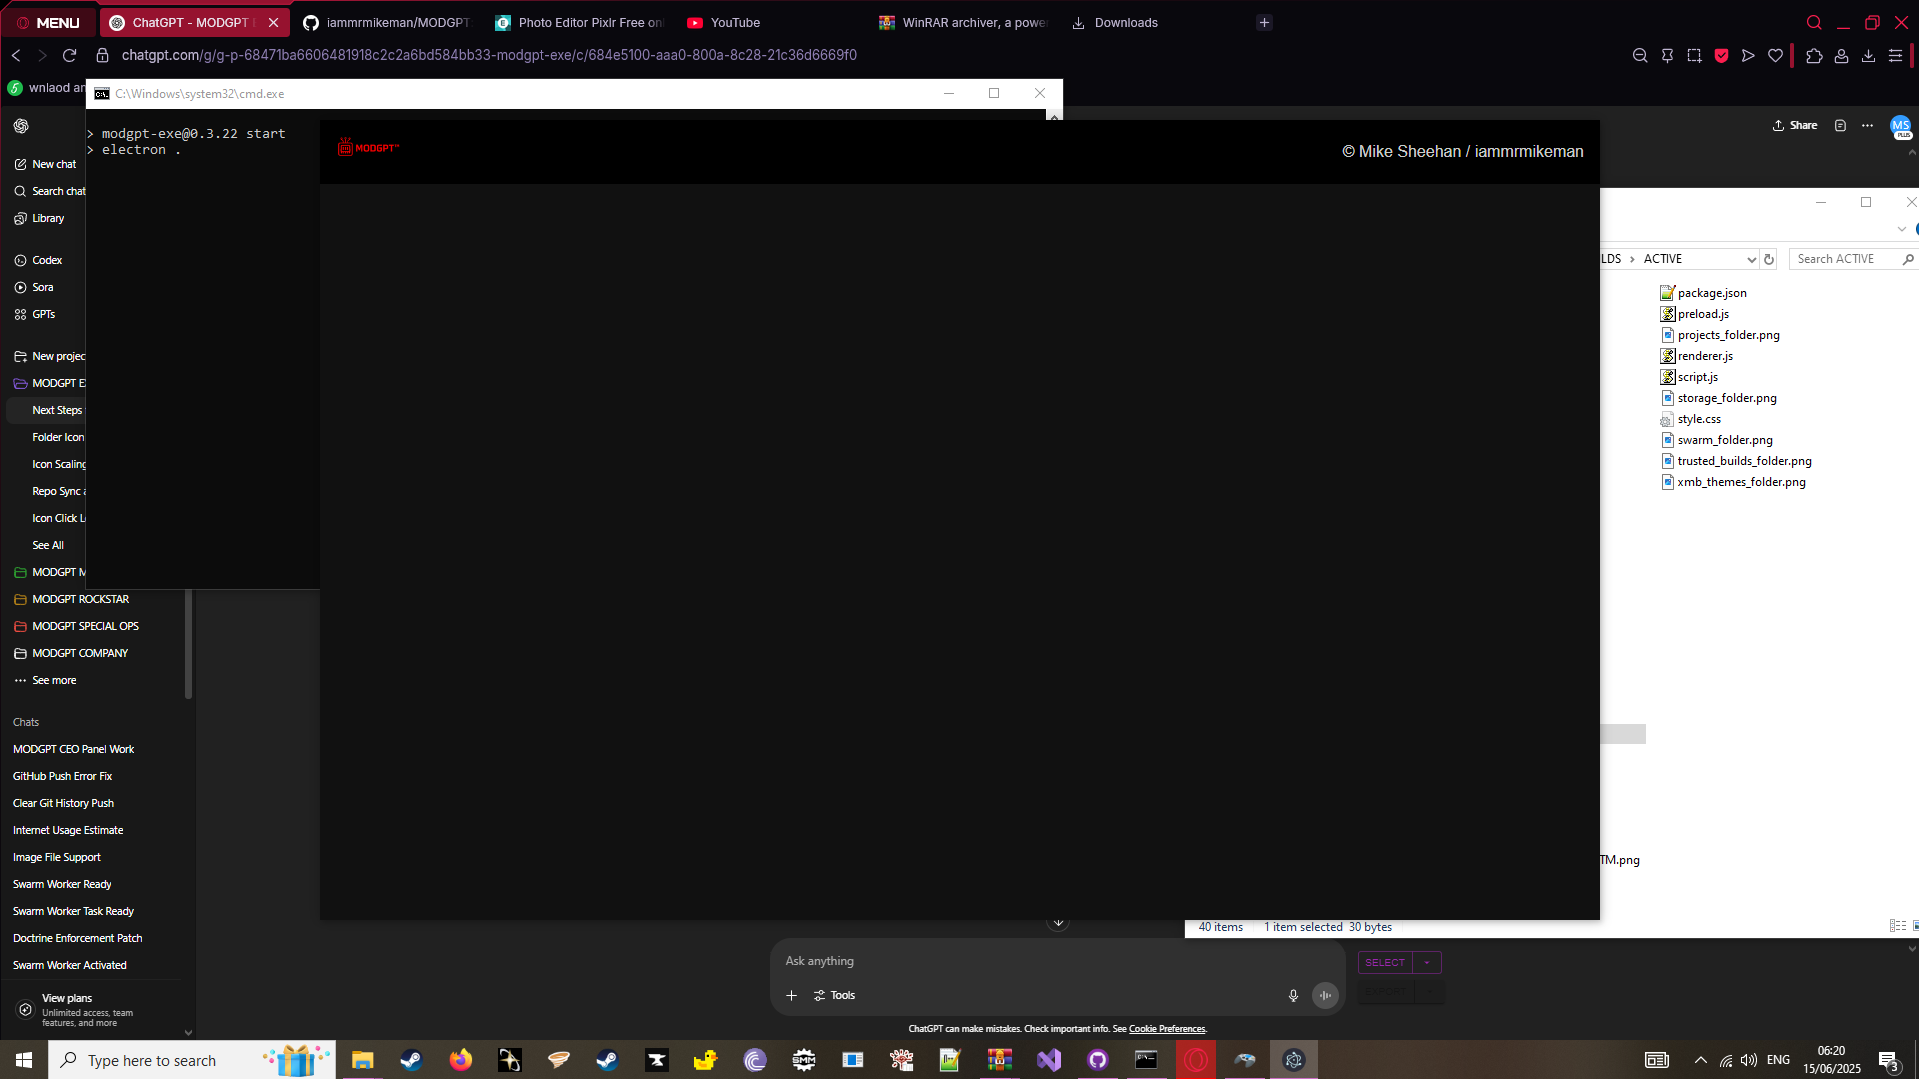 MENU
ChatGPT - MODGPT
iammrmikeman/MODGPT
Photo Editor Pixlr Free on
YouTube
WinRAR archiver, a powe
Downloads
chatgpt.com/g/g-p-68471ba6606481918c2c2a6bd584bb33-modgpt-exe/c/684e5100-aaa0-800a-8c28-21c36d6669f0
wnlaod an
C:\Windows\system32\cmd.exe
> modgpt-exe@0.3.22 start
> electron .
MODGPT™
© Mike Sheehan / iammrmikeman
Share
MS
PLUS
New chat
Search chat
Library
Codex
Sora
GPTs
New projec
MODGPT E
Next Steps
Folder Icon
Icon Scaling
Repo Sync a
Icon Click L
See All
MODGPT M
MODGPT ROCKSTAR
MODGPT SPECIAL OPS
MODGPT COMPANY
See more
Chats
MODGPT CEO Panel Work
GitHub Push Error Fix
Clear Git History Push
Internet Usage Estimate
Image File Support
Swarm Worker Ready
Swarm Worker Task Ready
Doctrine Enforcement Patch
Swarm Worker Activated
View plans
Unlimited access, team
features, and more
LDS > ACTIVE
Search ACTIVE
package.json
preload.js
projects_folder.png
renderer.js
script.js
storage_folder.png
style.css
swarm_folder.png
trusted_builds_folder.png
xmb_themes_folder.png
TM.png
40 items 1 item selected 30 bytes
Ask anything
Tools
SELECT
ChatGPT can make mistakes. Check important info. See Cookie Preferences.
Type here to search
SMM
ENG
06:20
15/06/2025
3